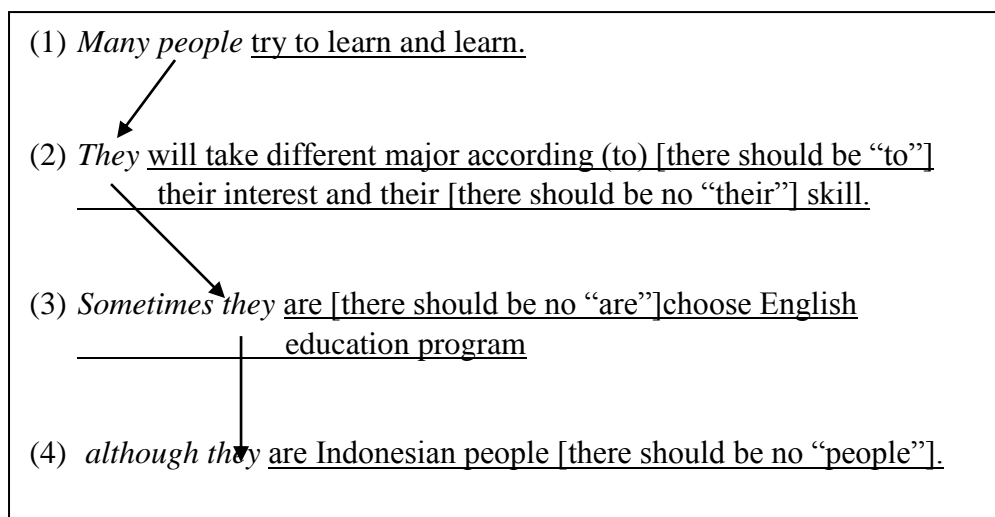 (1) Many people try to learn and learn.
(2) They will take different major according (to) [there should be “to”]
their interest and their [there should be no “their”] skill.
(3) Sometimes they are [there should be no “are”]choose English
education program
(4) although they are Indonesian people [there should be no “people”].